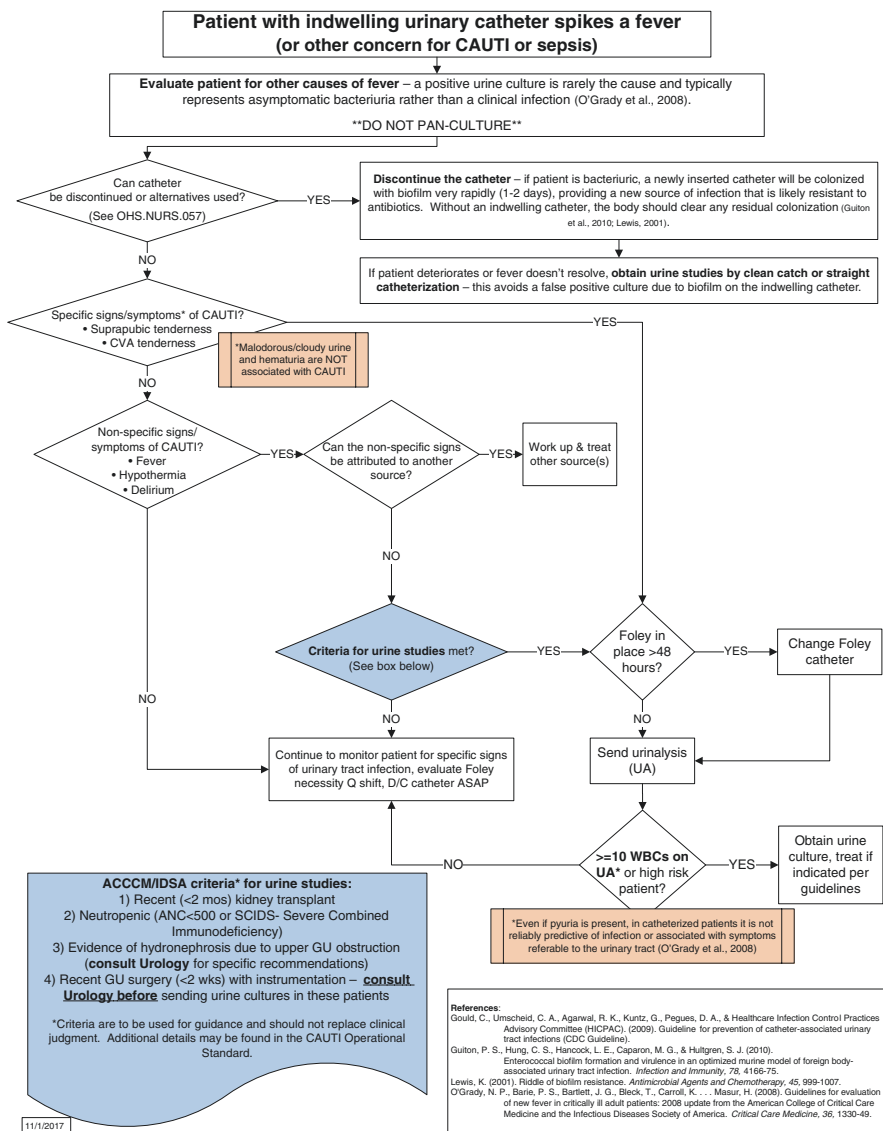 Patient with indwelling urinary catheter spikes a fever
(or other concern for CAUTI or sepsis)
Evaluate patient for other causes of fever – a positive urine culture is rarely the cause and typically
represents asymptomatic bacteriuria rather than a clinical infection (O'Grady et al., 2008).
**DO NOT PAN-CULTURE**
Can catheter
be discontinued or alternatives used?
(See OHS.NURS.057)
YES
Discontinue the catheter – if patient is bacteriuric, a newly inserted catheter will be colonized
with biofilm very rapidly (1-2 days), providing a new source of infection that is likely resistant to
antibiotics. Without an indwelling catheter, the body should clear any residual colonization (Guiton
et al., 2010; Lewis, 2001).
NO
If patient deteriorates or fever doesn't resolve, obtain urine studies by clean catch or straight
catheterization – this avoids a false positive culture due to biofilm on the indwelling catheter.
Specific signs/symptoms* of CAUTI?
• Suprapubic tenderness
• CVA tenderness
YES
*Malodorous/cloudy urine
and hematuria are NOT
associated with CAUTI
NO
Non-specific signs/
symptoms of CAUTI?
• Fever
• Hypothermia
• Delirium
YES
Can the non-specific signs
be attributed to another
source?
YES
Work up & treat
other source(s)
NO
NO
Criteria for urine studies met?
(See box below)
YES
Foley in
place >48
hours?
YES
Change Foley
catheter
NO
NO
Continue to monitor patient for specific signs
of urinary tract infection, evaluate Foley
necessity Q shift, D/C catheter ASAP
Send urinalysis
(UA)
>=10 WBCs on
UA* or high risk
patient?
NO
YES
Obtain urine
culture, treat if
indicated per
guidelines
*Even if pyuria is present, in catheterized patients it is not
reliably predictive of infection or associated with symptoms
referable to the urinary tract (O'Grady et al., 2008)
ACCCM/IDSA criteria* for urine studies:
1) Recent (<2 mos) kidney transplant
2) Neutropenic (ANC<500 or SCIDS- Severe Combined
Immunodeficiency)
3) Evidence of hydronephrosis due to upper GU obstruction
(consult Urology for specific recommendations)
4) Recent GU surgery (<2 wks) with instrumentation – consult
Urology before sending urine cultures in these patients
*Criteria are to be used for guidance and should not replace clinical
judgment. Additional details may be found in the CAUTI Operational
Standard.
References:
Gould, C., Umscheid, C. A., Agarwal, R. K., Kuntz, G., Pegues, D. A., & Healthcare Infection Control Practices
Advisory Committee (HICPAC). (2009). Guideline for prevention of catheter-associated urinary
tract infections (CDC Guideline).
Guiton, P. S., Hung, C. S., Hancock, L. E., Caparon, M. G., & Hultgren, S. J. (2010).
Enterococcal biofilm formation and virulence in an optimized murine model of foreign body-
associated urinary tract infection. Infection and Immunity, 78, 4166-75.
Lewis, K. (2001). Riddle of biofilm resistance. Antimicrobial Agents and Chemotherapy, 45, 999-1007.
O'Grady, N. P., Barie, P. S., Bartlett, J. G., Bleck, T., Carroll, K. . . . Masur, H. (2008). Guidelines for evaluation
of new fever in critically ill adult patients: 2008 update from the American College of Critical Care
Medicine and the Infectious Diseases Society of America. Critical Care Medicine, 36, 1330-49.
11/1/2017